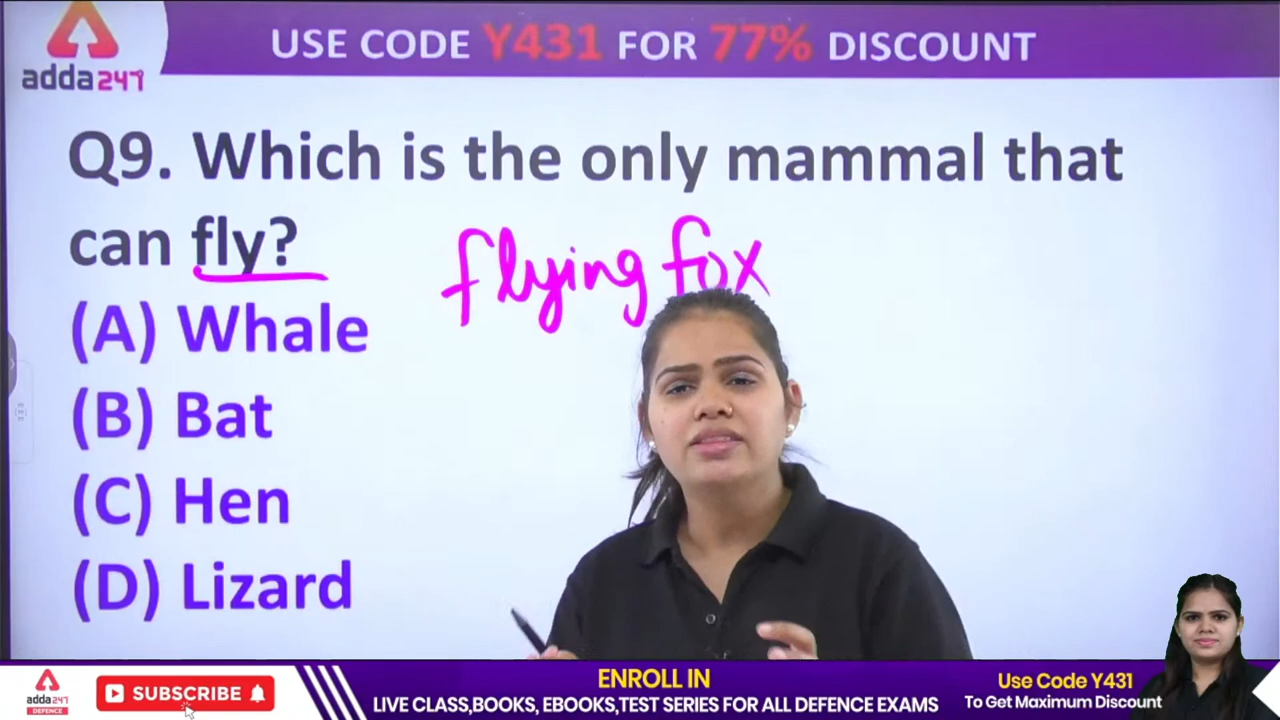 USE CODE Y431 FOR 77% DISCOUNT
adda247
Q9. Which is the only mammal that
can fly?
flying fox
(A) Whale
(B) Bat
(C) Hen
(D) Lizard
adda247
DEFENCE
SUBSCRIBE
ENROLL IN
LIVE CLASS,BOOKS, EBOOKS,TEST SERIES FOR ALL DEFENCE EXAMS
Use Code Y431
To Get Maximum Discount